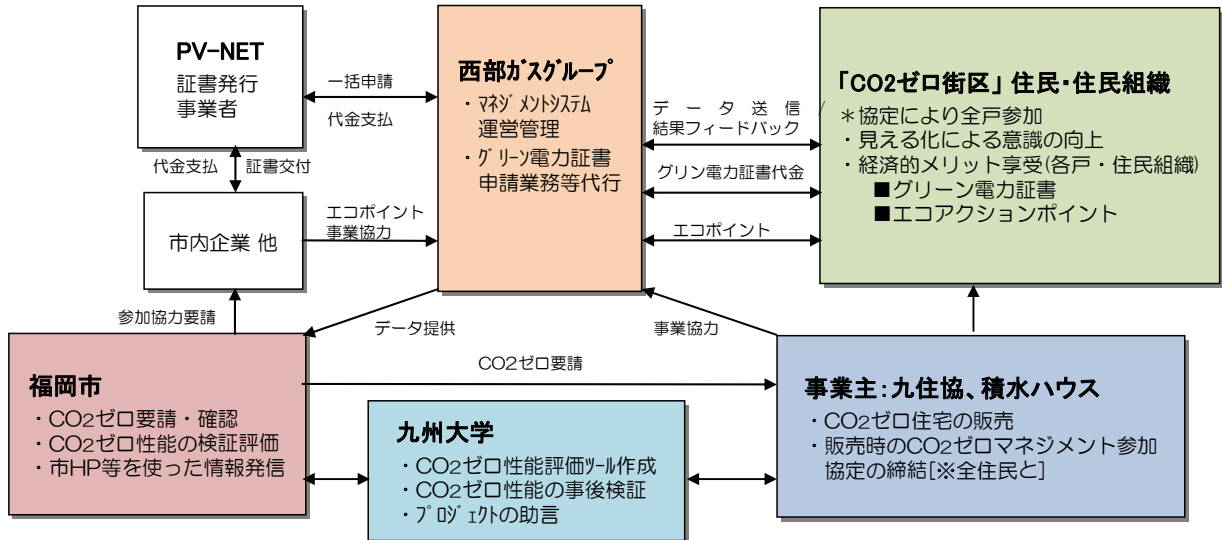 PV-NET
証書発行
事業者
一括申請
代金支払
代金支払
証書交付
市内企業 他
エコポイント
事業協力
参加協力要請
西部ガスグループ
・マネジメントシステム
運営管理
・グリーン電力証書
申請業務等代行
データ送信/
結果フィードバック
グリン電力証書代金
エコポイント
「CO2ゼロ街区」住民・住民組織
＊協定により全戸参加
・見える化による意識の向上
・経済的メリット享受(各戸・住民組織)
■グリーン電力証書
■エコアクションポイント
データ提供
事業協力
CO2ゼロ要請
福岡市
・CO2ゼロ要請・確認
・CO2ゼロ性能の検証評価
・市HP等を使った情報発信
九州大学
・CO2ゼロ性能評価ツール作成
・CO2ゼロ性能の事後検証
・プロジェクトの助言
事業主：九住協、積水ハウス
・CO2ゼロ住宅の販売
・販売時のCO2ゼロマネジメント参加
協定の締結[※全住民と]